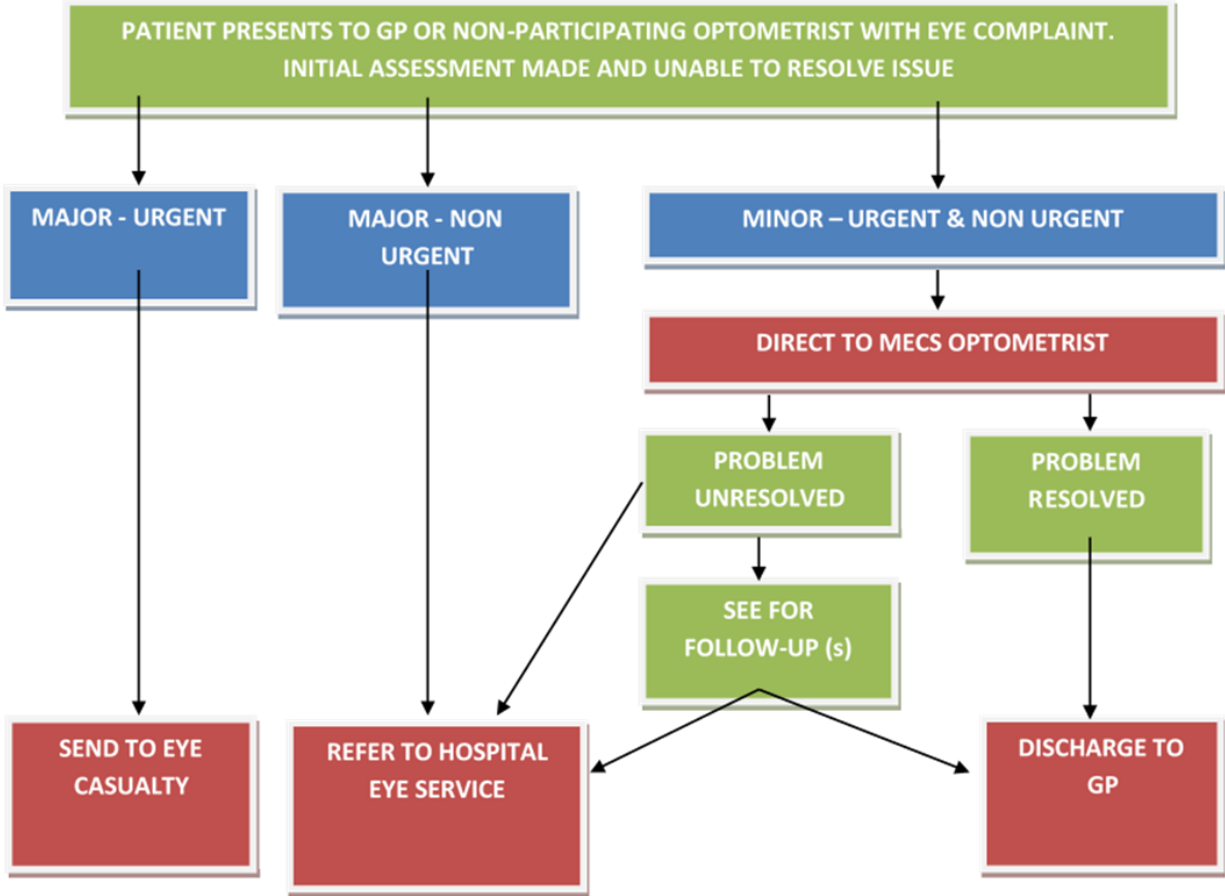 PATIENT PRESENTS TO GP OR NON-PARTICIPATING OPTOMETRIST WITH EYE COMPLAINT.
INITIAL ASSESSMENT MADE AND UNABLE TO RESOLVE ISSUE
MAJOR - URGENT
MAJOR - NON
URGENT
MINOR – URGENT & NON URGENT
DIRECT TO MECS OPTOMETRIST
PROBLEM
UNRESOLVED
PROBLEM
RESOLVED
SEE FOR
FOLLOW-UP (s)
SEND TO EYE
CASUALTY
REFER TO HOSPITAL
EYE SERVICE
DISCHARGE TO
GP